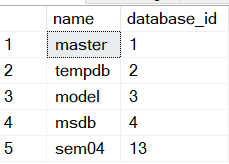 name database_id
1 master 1
2 tempdb 2
3 model 3
4 msdb 4
5 sem04 13